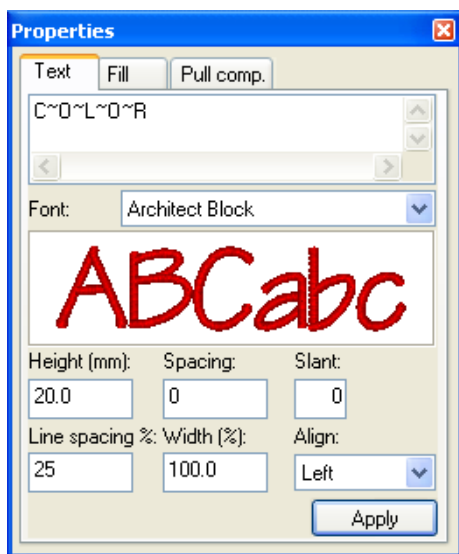 Properties
Text Fill Pull comp.
C~O~L~O~R
Font: Architect Block
ABCabc
Height (mm): Spacing: Slant:
20.0 0 0
Line spacing %: Width (%): Align:
25 100.0 Left
Apply